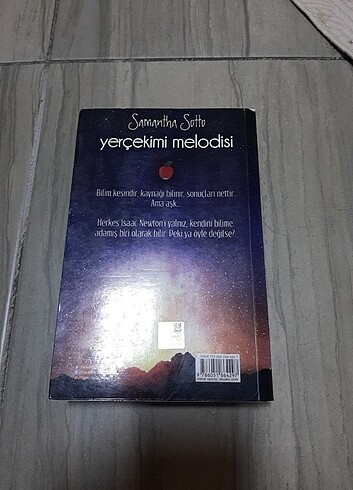 Samantha Sotto
yerçekimi melodisi
Bilim kesindir, kaynağı bilinir, sonuçları nettir.
Ama aşk...
Herkes Isaac Newton'ı yalnız, kendini bilime
adamış biri olarak bilir. Peki ya öyle değilse?